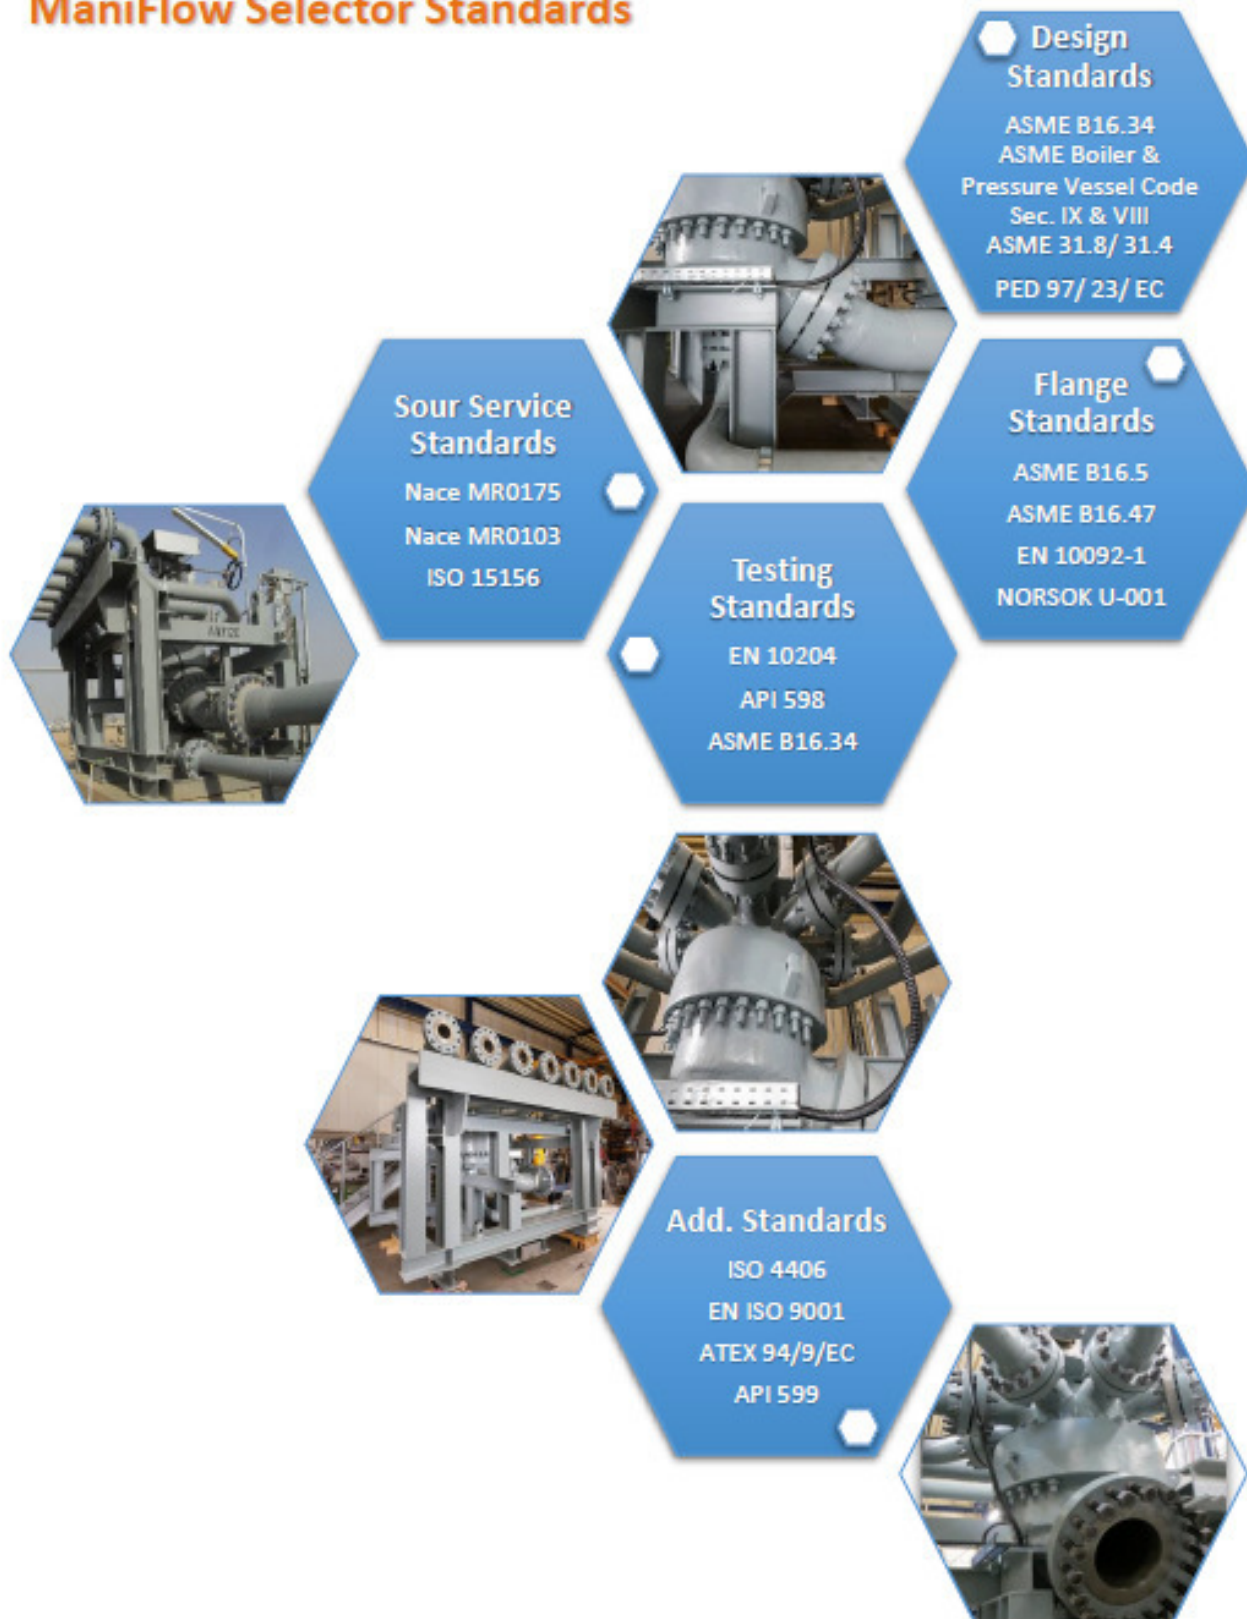 ManiFlow Selector Standards
Design
Standards
ASME B16.34
ASME Boiler &
Pressure Vessel Code
Sec. IX & VIII
ASME 31.8/ 31.4
PED 97/ 23/ EC
Sour Service
Standards
Nace MR0175
Nace MR0103
ISO 15156
Flange
Standards
ASME B16.5
ASME B16.47
EN 10092-1
NORSOK U-001
Testing
Standards
EN 10204
API 598
ASME B16.34
Add. Standards
ISO 4406
EN ISO 9001
ATEX 94/9/EC
API 599